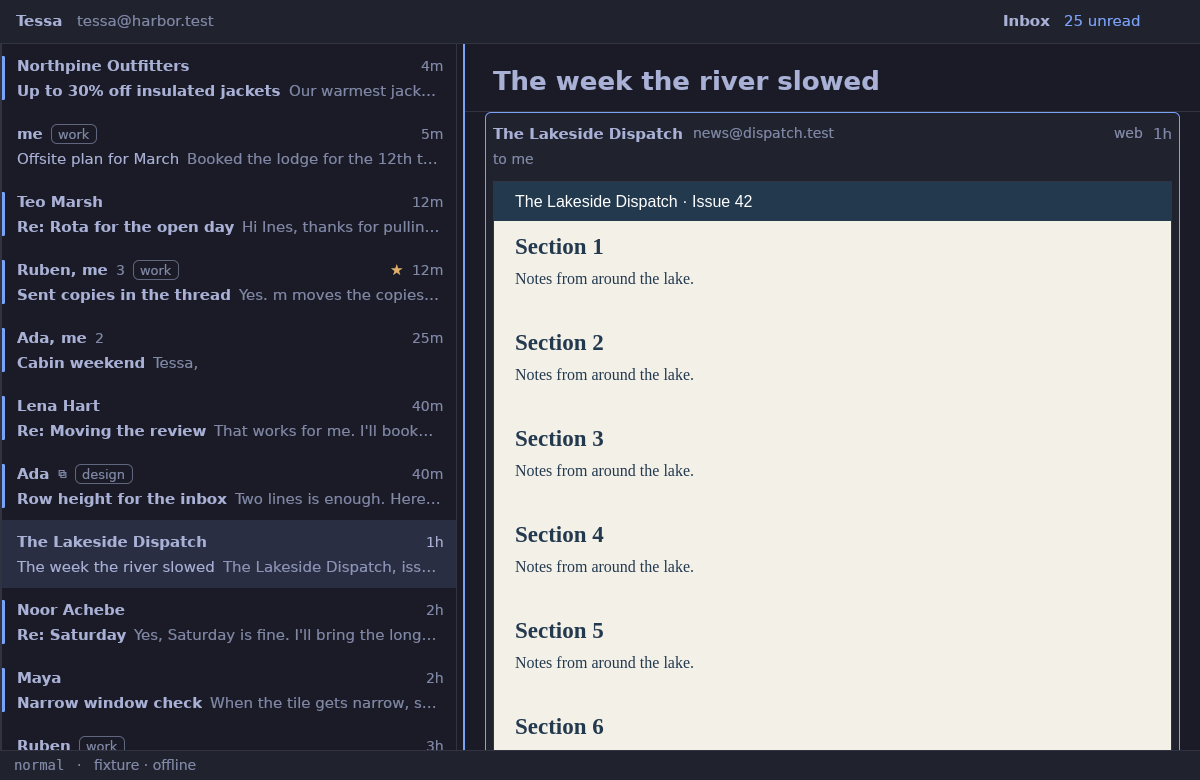 Tessa tessa@harbor.test Inbox 25 unread
Northpine Outfitters 4m
Up to 30% off insulated jackets Our warmest jack…
me work 5m
Offsite plan for March Booked the lodge for the 12th t…
Teo Marsh 12m
Re: Rota for the open day Hi Ines, thanks for pullin…
Ruben, me 3 work ★ 12m
Sent copies in the thread Yes. m moves the copies…
Ada, me 2 25m
Cabin weekend Tessa,
Lena Hart 40m
Re: Moving the review That works for me. I'll book…
Ada design 40m
Row height for the inbox Two lines is enough. Here…
The Lakeside Dispatch 1h
The week the river slowed The Lakeside Dispatch, iss…
Noor Achebe 2h
Re: Saturday Yes, Saturday is fine. I'll bring the long…
Maya 2h
Narrow window check When the tile gets narrow, s…
Ruben work 3h
The week the river slowed
The Lakeside Dispatch news@dispatch.test web 1h
to me
The Lakeside Dispatch · Issue 42
Section 1
Notes from around the lake.
Section 2
Notes from around the lake.
Section 3
Notes from around the lake.
Section 4
Notes from around the lake.
Section 5
Notes from around the lake.
Section 6
normal · fixture · offline